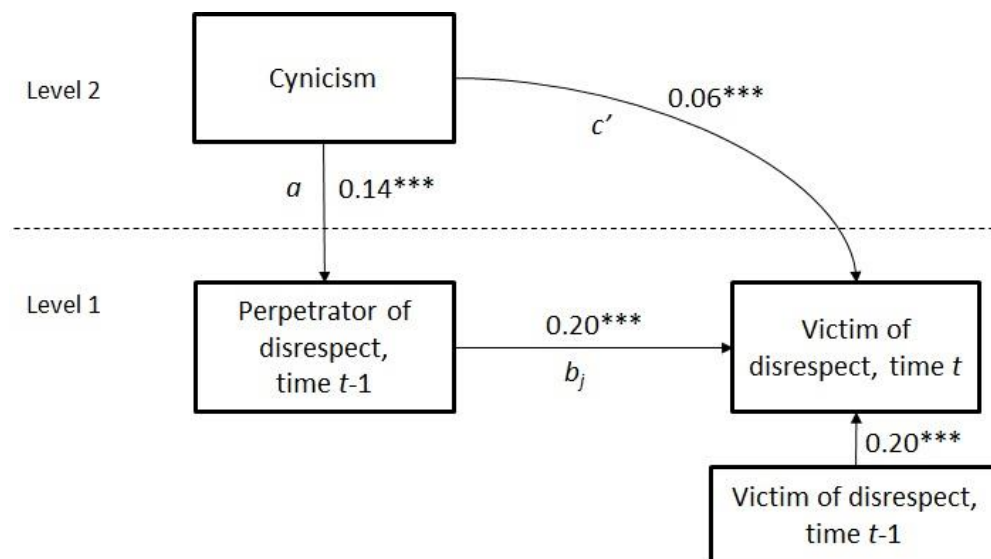 Cynicism
Level 2
0.06***
c’
a
0.14***
Level 1
Perpetrator of
disrespect,
time t-1
0.20***
bj
Victim of
disrespect, time t
0.20***
Victim of disrespect,
time t-1